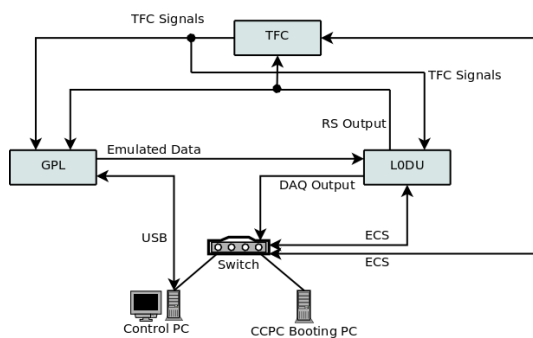 TFC Signals
TFC
TFC Signals
RS Output
GPL
Emulated Data
L0DU
DAQ Output
USB
ECS
Switch
ECS
Control PC
CCPC Booting PC